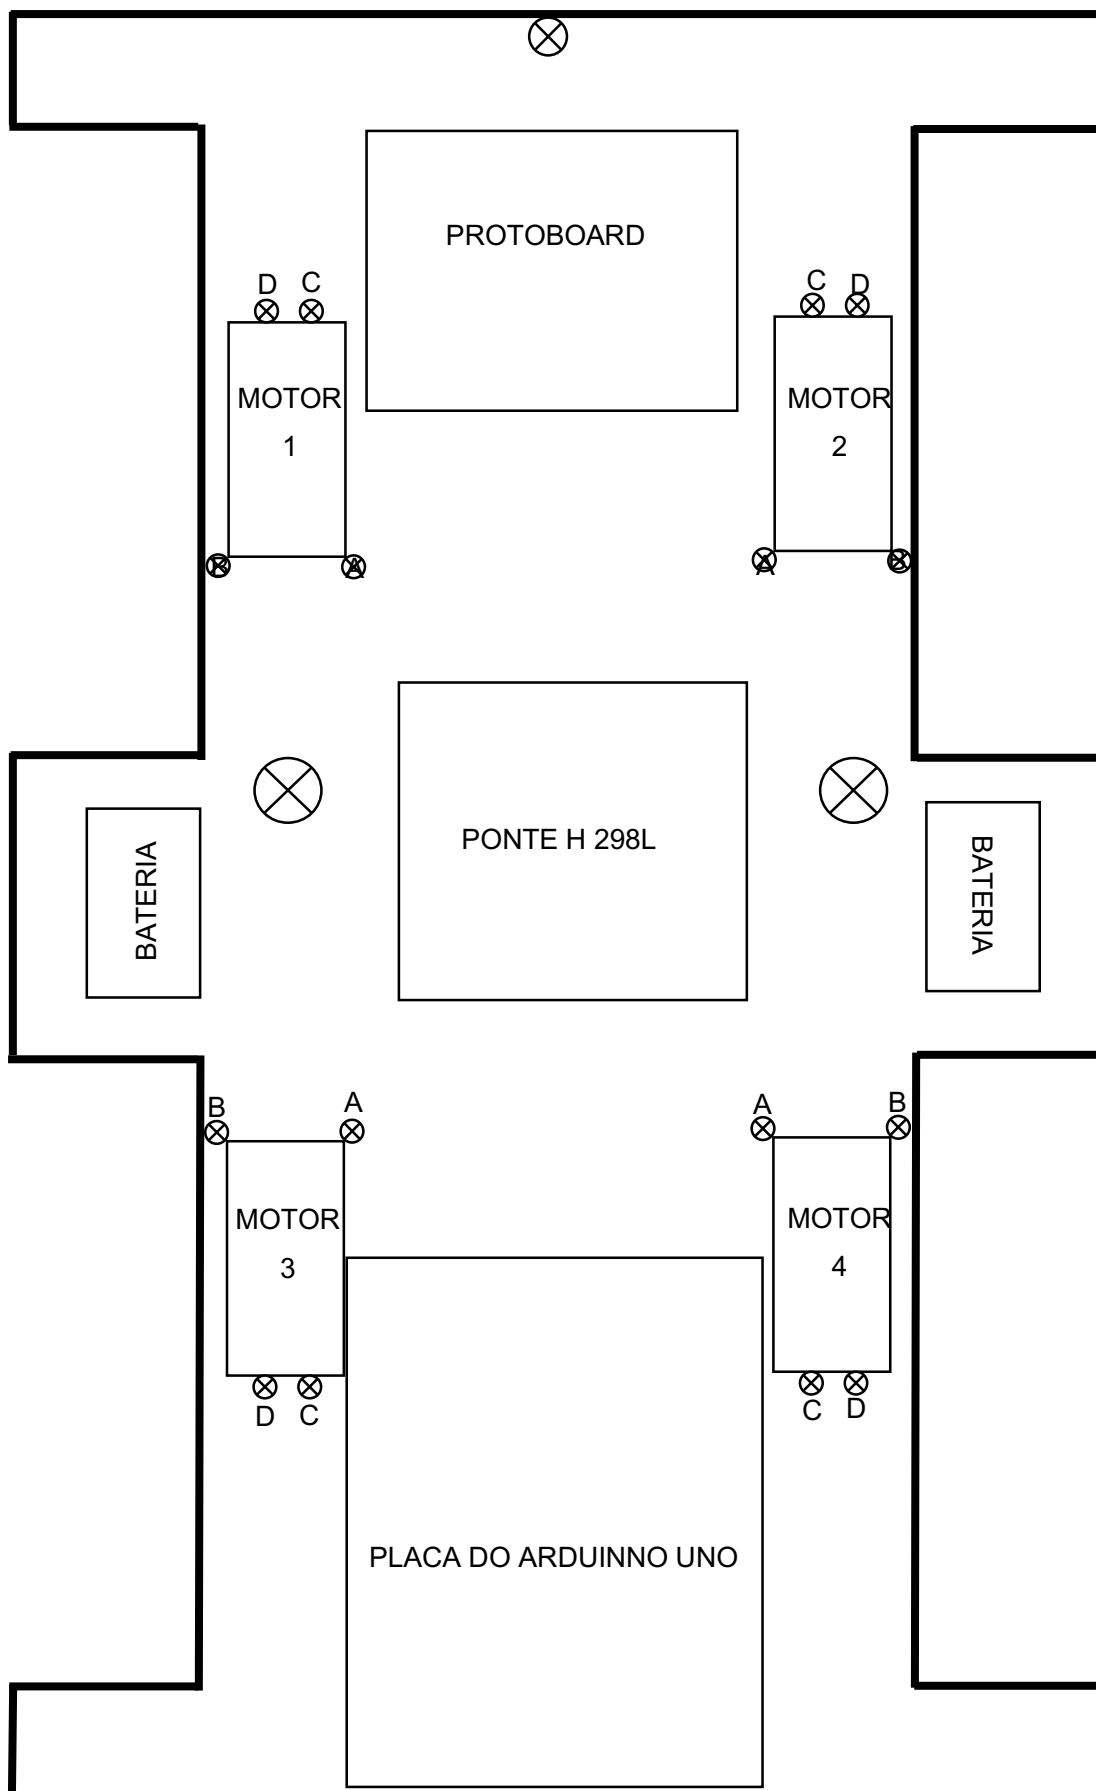 PROTOBOARD
D C
C D
MOTOR
1
MOTOR
2
B A
A B
PONTE H 298L
BATERIA
BATERIA
B A
A B
MOTOR
3
MOTOR
4
D C
C D
PLACA DO ARDUINNO UNO